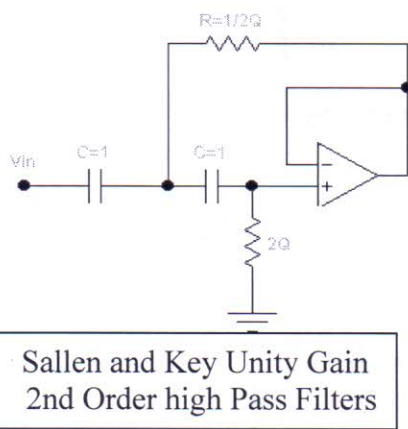 R=1/2Q
Vin
C=1
C=1
2Q
Sallen and Key Unity Gain
2nd Order high Pass Filters